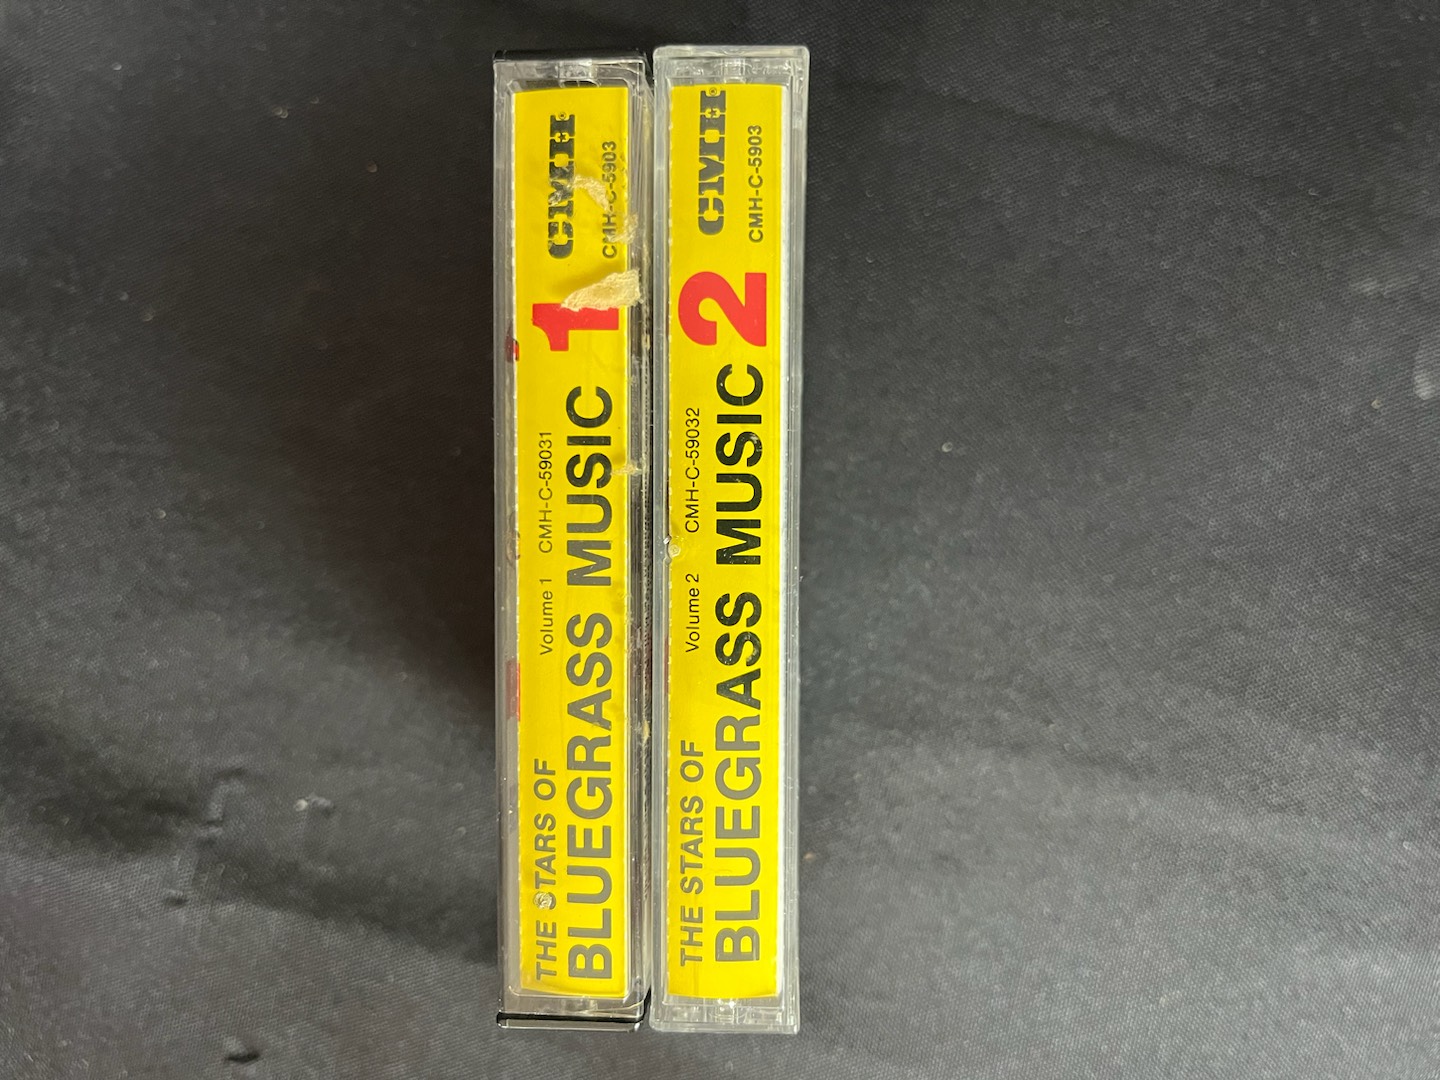 THE STARS OF Volume 1 CMH-C-59031
BLUEGRASS MUSIC 1
CMH®
CMH-C-5903
THE STARS OF Volume 2 CMH-C-59032
BLUEGRASS MUSIC 2
CMH®
CMH-C-5903